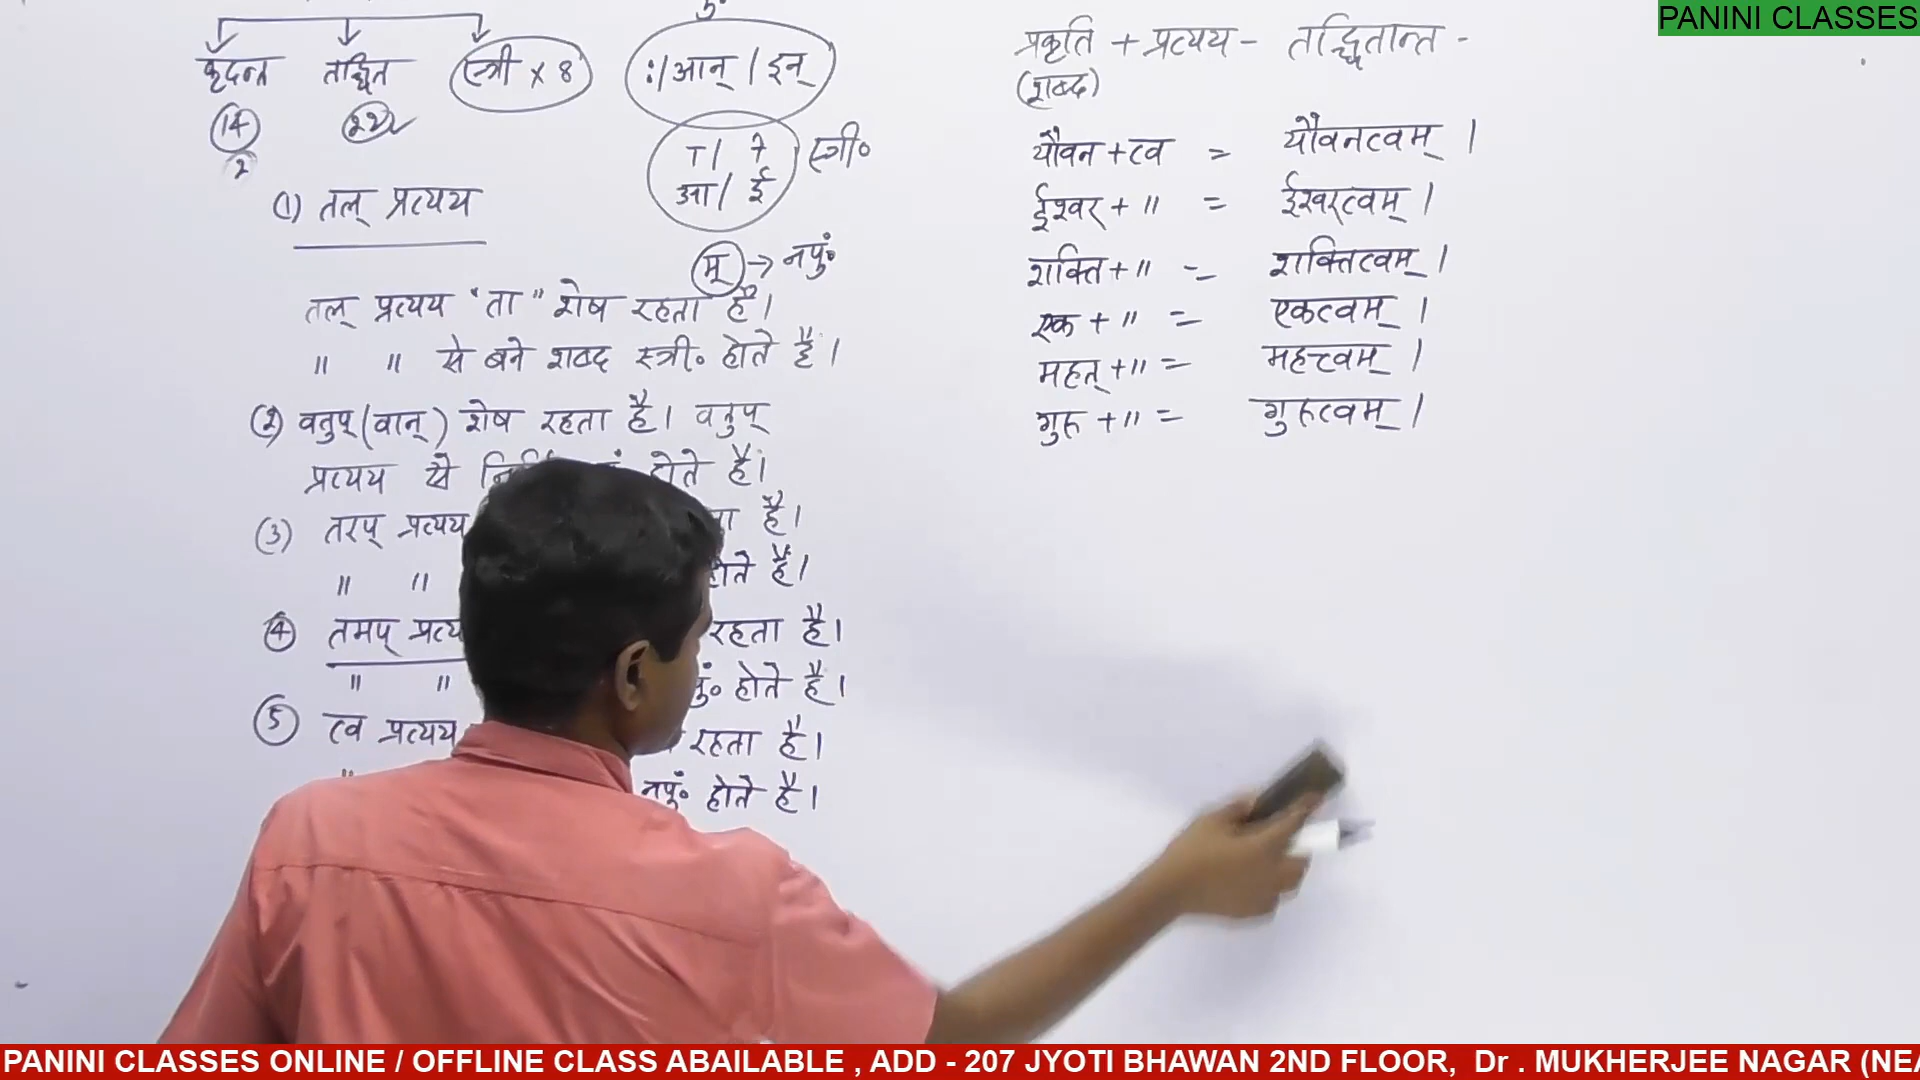 PANINI CLASSES
कृदन्त तद्धित स्त्री x 8
14
2
:/आन् / इन्
ा / ी स्त्री०
आ / ई
म् → नपुं०
(1) तल् प्रत्यय
तल् प्रत्यय "ता" शेष रहता है।
" " से बने शब्द स्त्री० होते है।
(2) वतुप् (वान्) शेष रहता है। वतुप्
प्रत्यय से होते है।
(3) तरप् प्रत्यय है।
" " होते है।
(4) तमप् रहता है।
" " पुं० होते है।
(5) त्व प्रत्यय रहता है।
" नपुं० होते है।
प्रकृति + प्रत्यय - तद्धितान्त -
(शब्द)
यौवन + त्व = यौवनत्वम् ।
ईश्वर + " = ईश्वरत्वम् ।
शक्ति + " = शक्तित्वम् ।
एक + " = एकत्वम् ।
महत् + " = महत्त्वम् ।
गुरु + " = गुरुत्वम् ।
PANINI CLASSES ONLINE / OFFLINE CLASS ABAILABLE , ADD - 207 JYOTI BHAWAN 2ND FLOOR, Dr . MUKHERJEE NAGAR (NEA